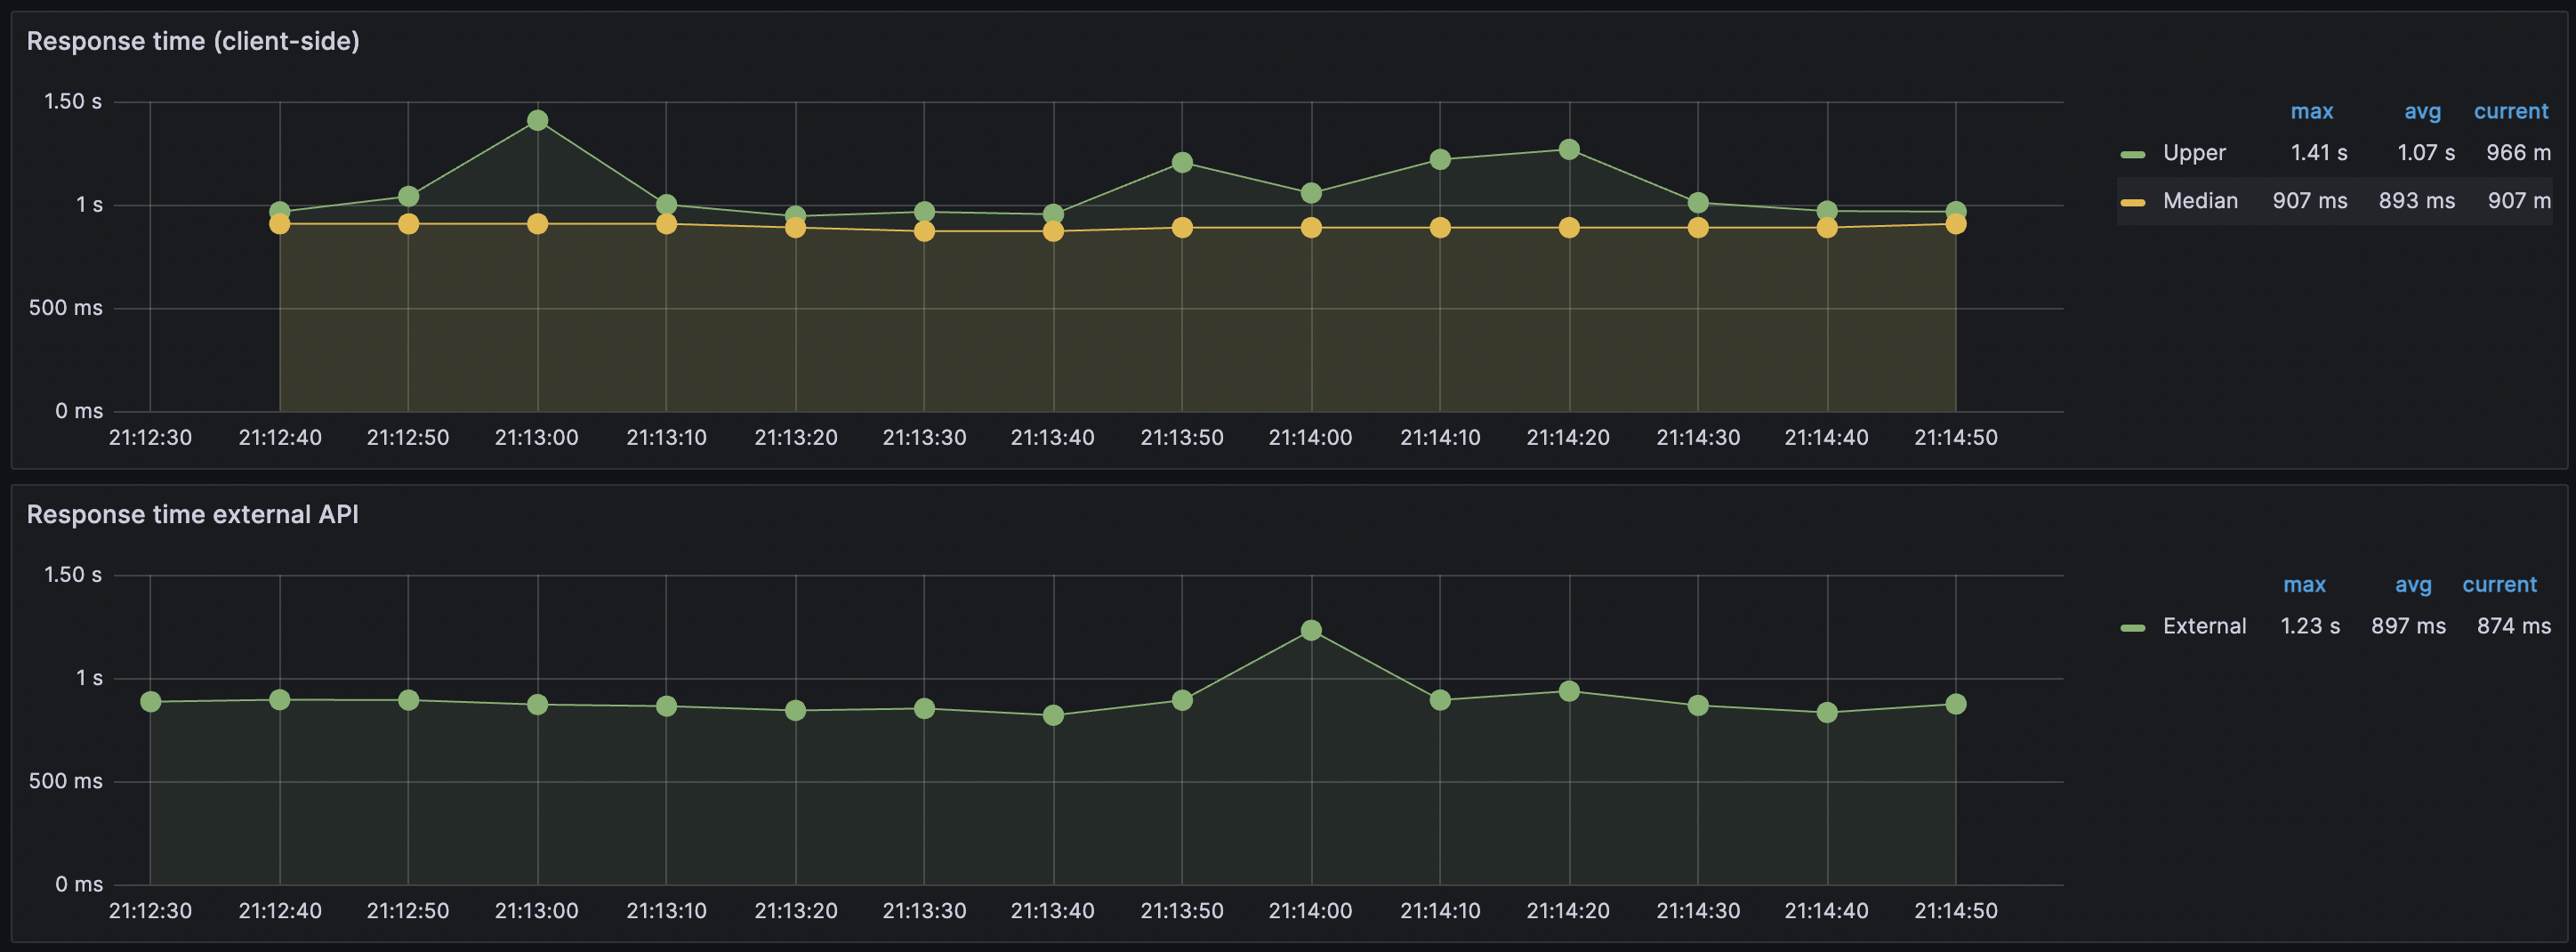 Response time (client-side)
1.50 s
1 s
500 ms
0 ms
21:12:30 21:12:40 21:12:50 21:13:00 21:13:10 21:13:20 21:13:30 21:13:40 21:13:50 21:14:00 21:14:10 21:14:20 21:14:30 21:14:40 21:14:50
max avg current
Upper 1.41 s 1.07 s 966 m
Median 907 ms 893 ms 907 m
Response time external API
1.50 s
1 s
500 ms
0 ms
21:12:30 21:12:40 21:12:50 21:13:00 21:13:10 21:13:20 21:13:30 21:13:40 21:13:50 21:14:00 21:14:10 21:14:20 21:14:30 21:14:40 21:14:50
max avg current
External 1.23 s 897 ms 874 ms